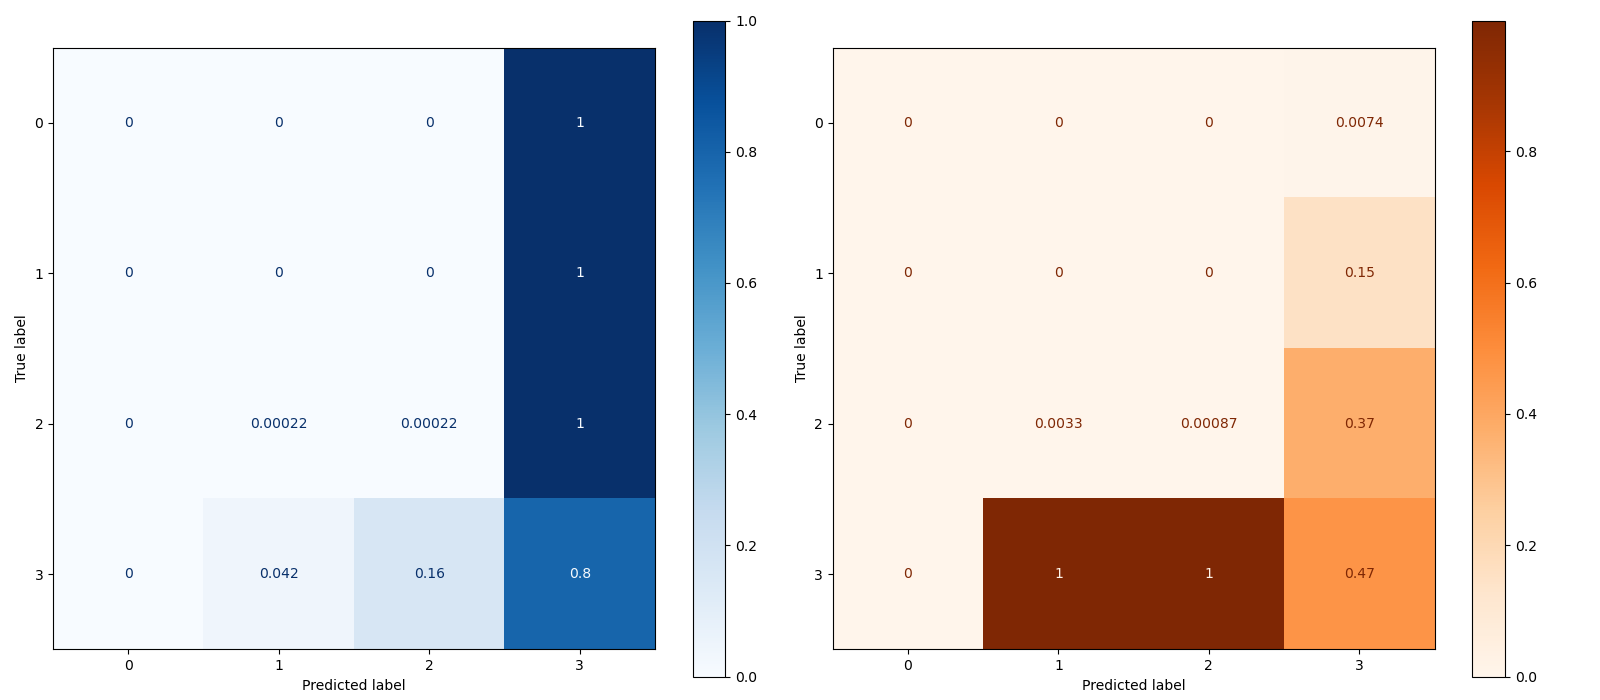 1.0
0 0 0 0 1 0.8
0 0 0 0 0.0074 0.8
1 0 0 0 1 0.6
1 0 0 0 0.15 0.6
True label
True label
2 0 0.00022 0.00022 1 0.4
2 0 0.0033 0.00087 0.37 0.4
3 0 0.042 0.16 0.8 0.2
3 0 1 1 0.47 0.2
0 1 2 3 0.0
0 1 2 3 0.0
Predicted label
Predicted label